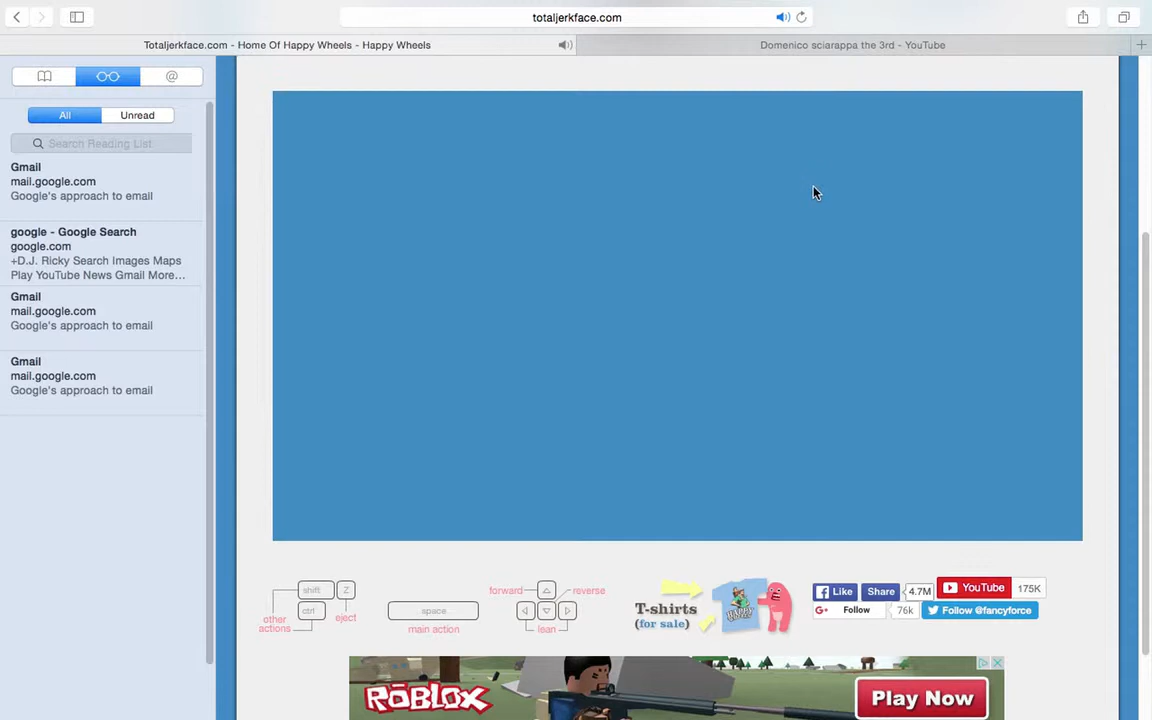 totaljerkface.com
Totaljerkface.com - Home Of Happy Wheels - Happy Wheels
Domenico sciarappa the 3rd - YouTube
@
All
Unread
Search Reading List
Gmail
mail.google.com
Google's approach to email
google - Google Search
google.com
+D.J. Ricky Search Images Maps
Play YouTube News Gmail More...
Gmail
mail.google.com
Google's approach to email
Gmail
mail.google.com
Google's approach to email
shift
Z
ctrl
other
actions
eject
space
main action
forward
reverse
lean
T-shirts
(for sale)
HAPPY
Like
Share
4.7M
YouTube
175K
G+ Follow
76k
Follow @fancyforce
ROBLOX
Play Now